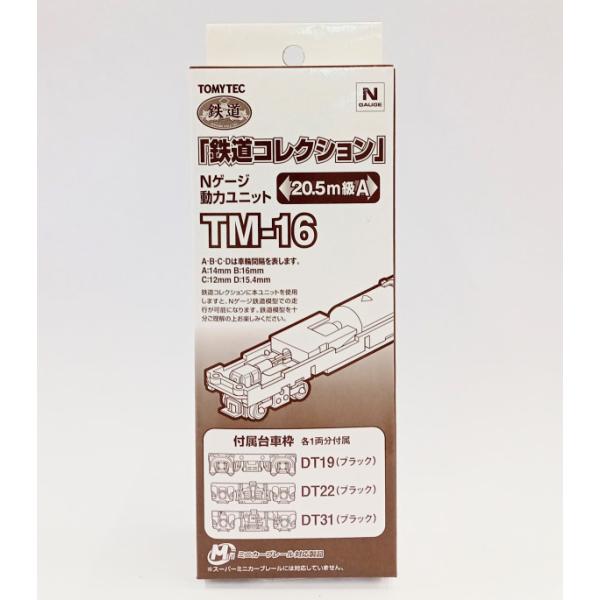 TOMYTEC
鉄道
N
GAUGE
「鉄道コレクション」
Nゲージ
動力ユニット
20.5m級A
TM-16
A・B・C・Dは車輪間隔を表します。
A:14mm B:16mm
C:12mm D:15.4mm
鉄道コレクションに本ユニットを使用
しますと、Nゲージ鉄道模型での走
行が可能になります。鉄道模型を十
分ご理解の上お楽しみください。
付属台車枠 各1両分付属
DT19(ブラック)
DT22(ブラック)
DT31(ブラック)
ミニカーブレール対応製品
※スーパーミニカーブレールには対応していません。